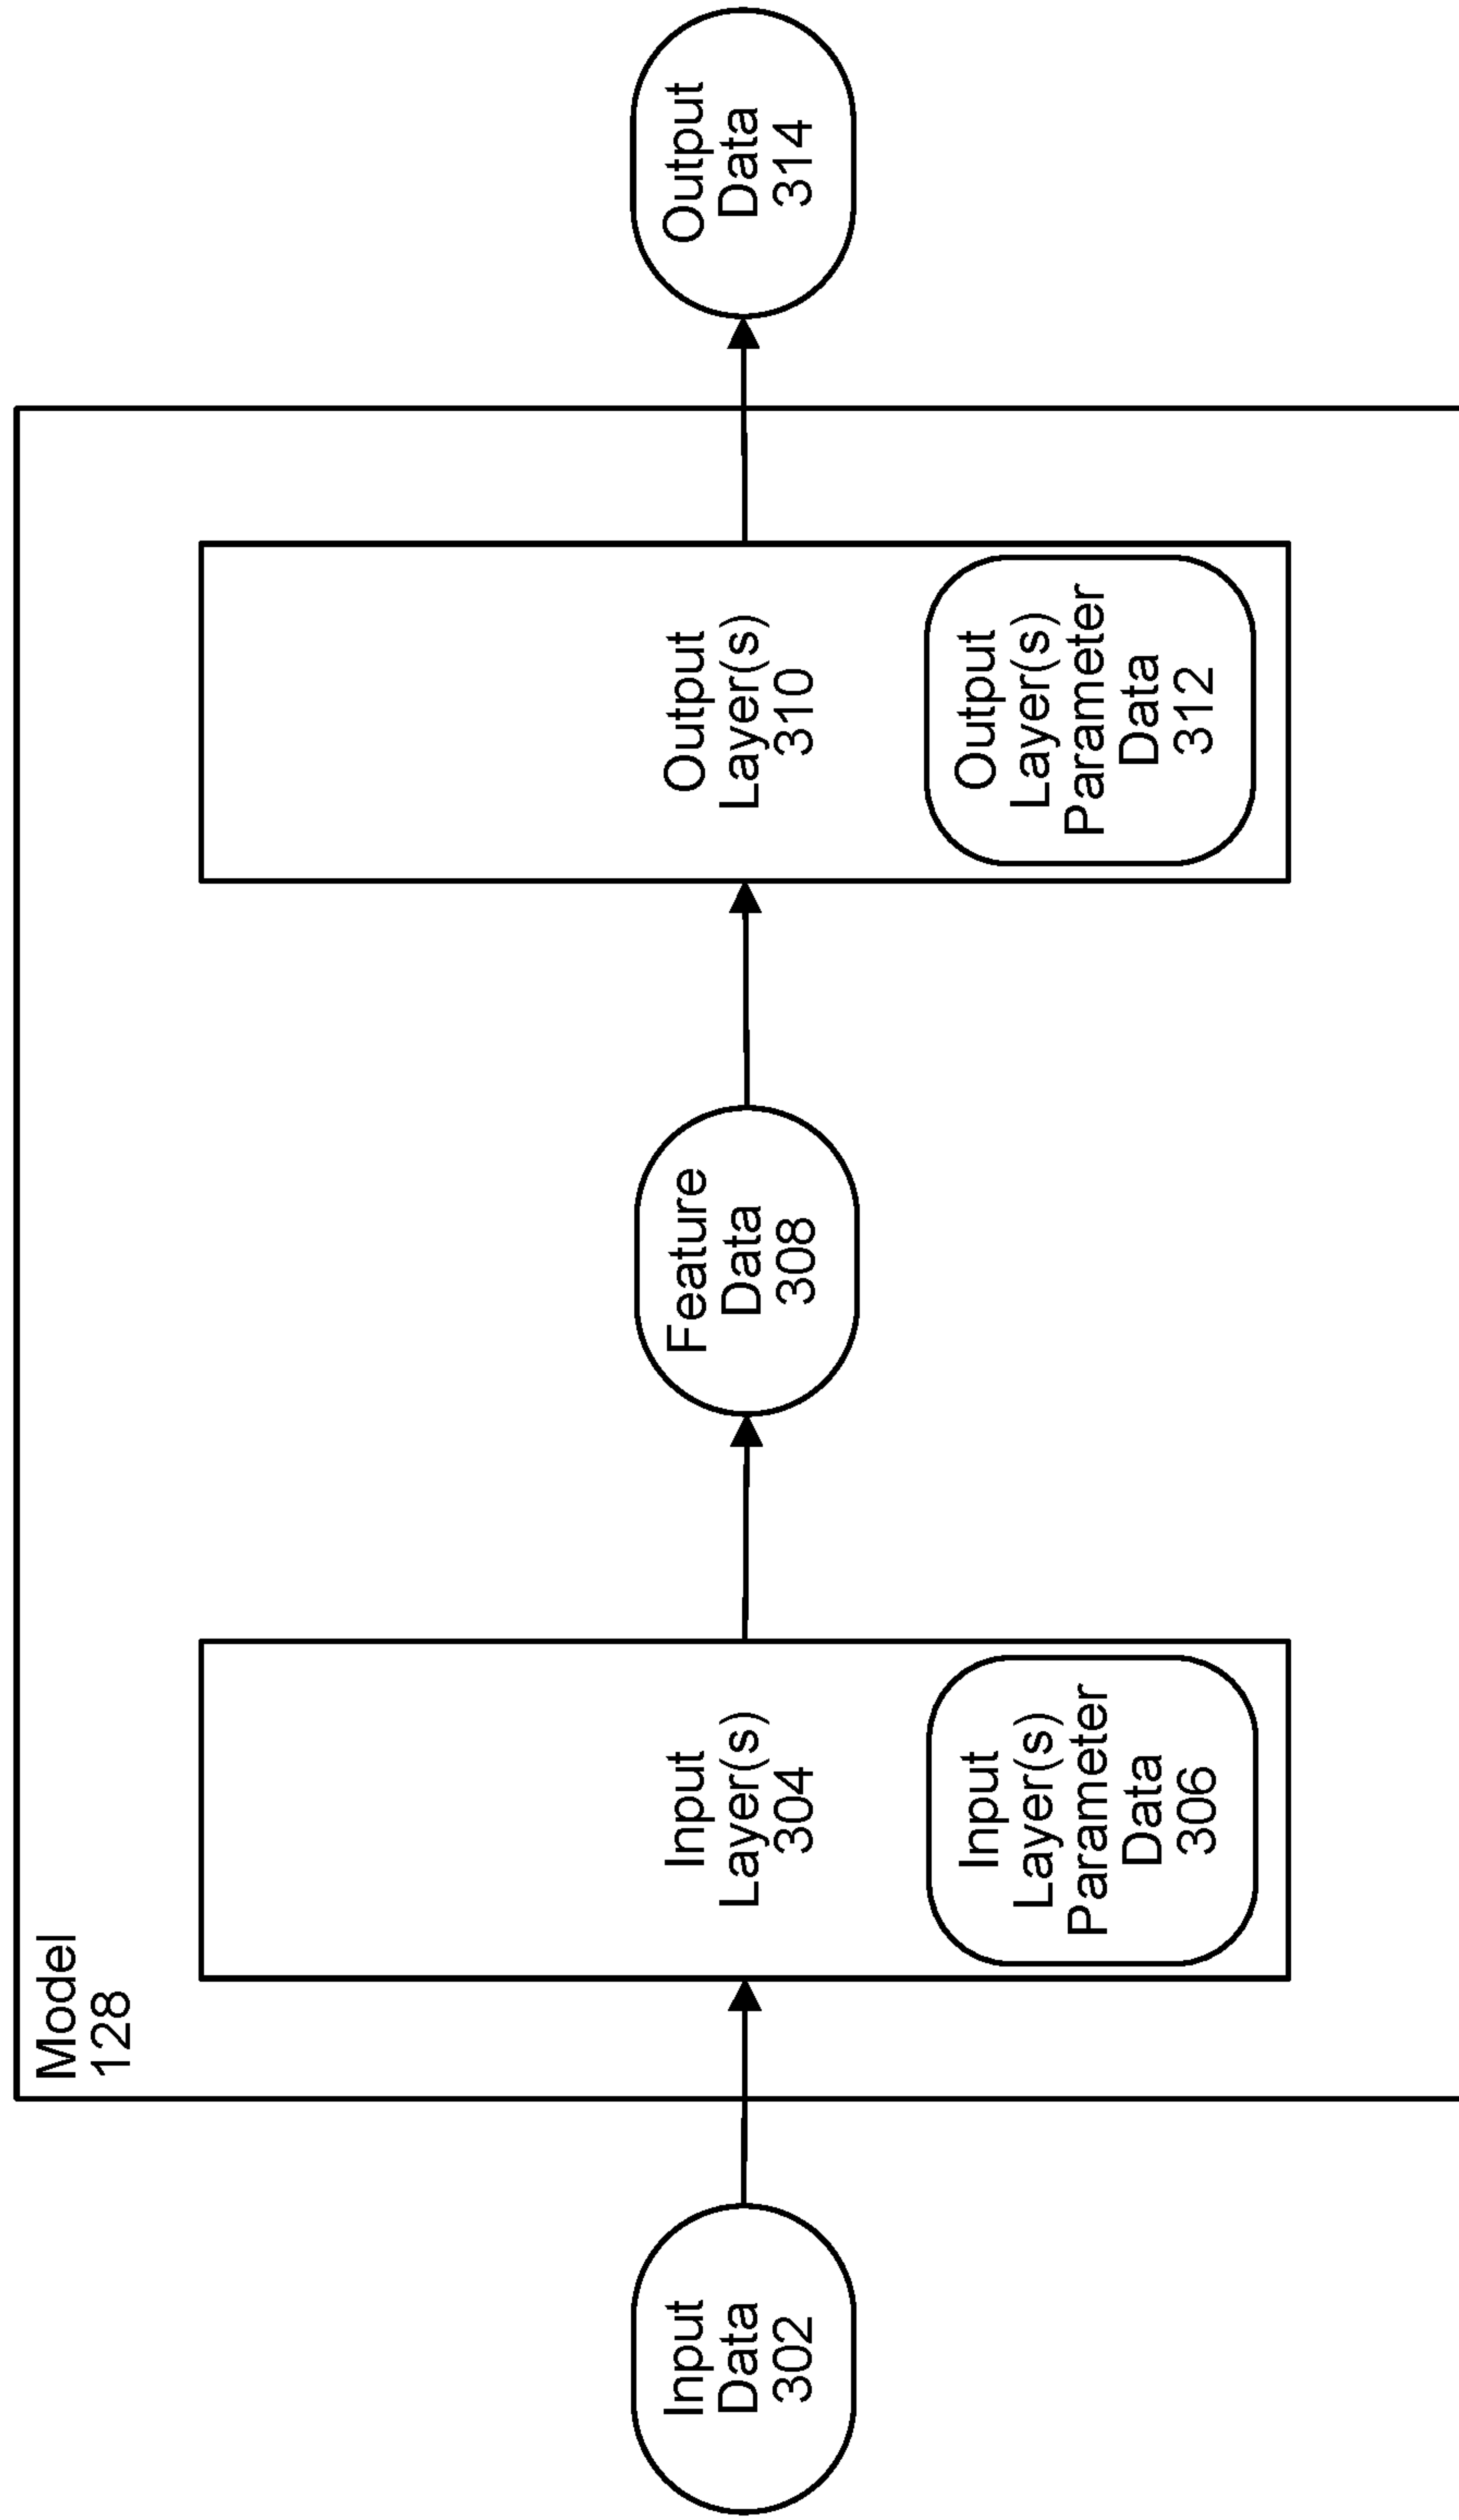 Model
128
Input
Data
302
Input
Layer(s)
304
Input
Layer(s)
Parameter
Data
306
Feature
Data
308
Output
Layer(s)
310
Output
Layer(s)
Parameter
Data
312
Output
Data
314